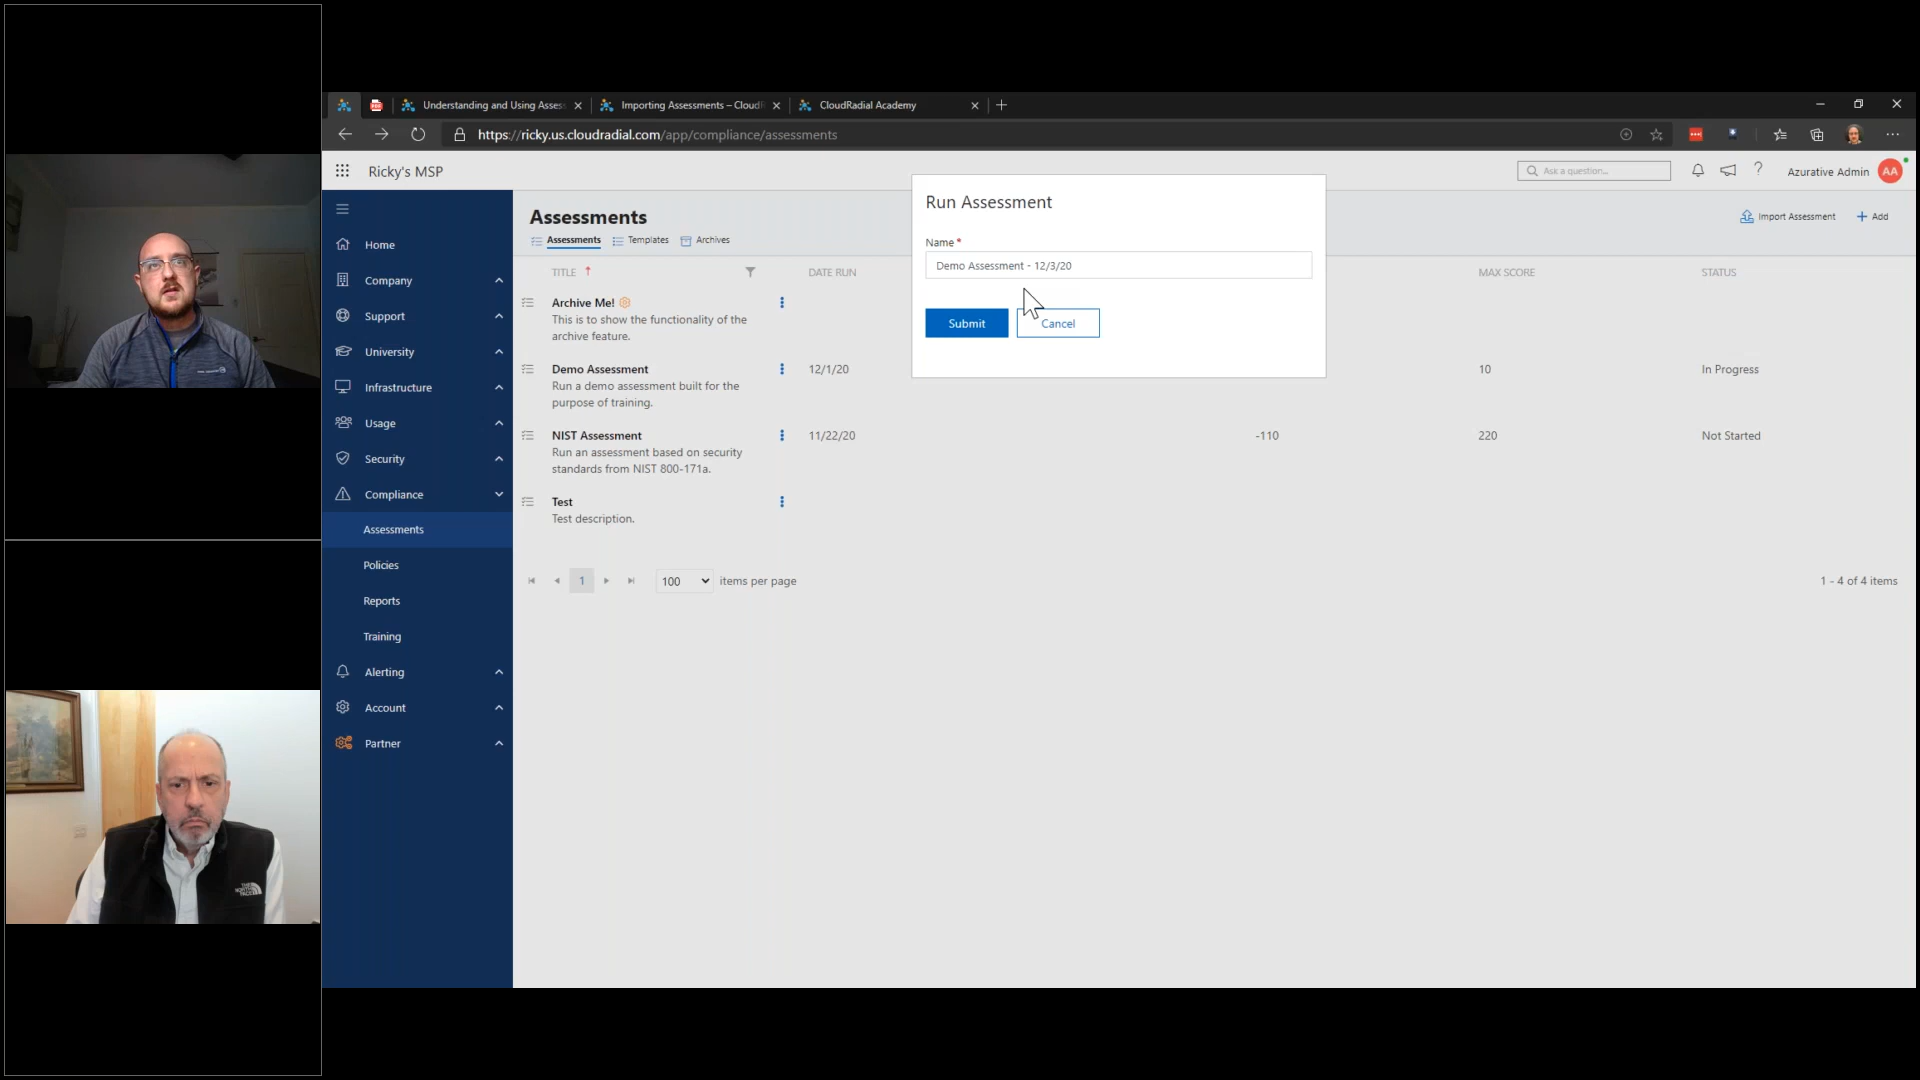 Understanding and Using Asses
Importing Assessments – Cloud
CloudRadial Academy
https://ricky.us.cloudradial.com/app/compliance/assessments
Ricky's MSP
Ask a question...
Azurative Admin
AA
Home
Company
Support
University
Infrastructure
Usage
Security
Compliance
Assessments
Policies
Reports
Training
Alerting
Account
Partner
Assessments
Import Assessment
Add
Assessments Templates Archives
TITLE DATE RUN MAX SCORE STATUS
Archive Me!
This is to show the functionality of the
archive feature.
Demo Assessment 12/1/20 10 In Progress
Run a demo assessment built for the
purpose of training.
NIST Assessment 11/22/20 -110 220 Not Started
Run an assessment based on security
standards from NIST 800-171a.
Test
Test description.
1 100 items per page 1 - 4 of 4 items
Run Assessment
Name *
Demo Assessment - 12/3/20
Submit Cancel
THE NORTH FACE